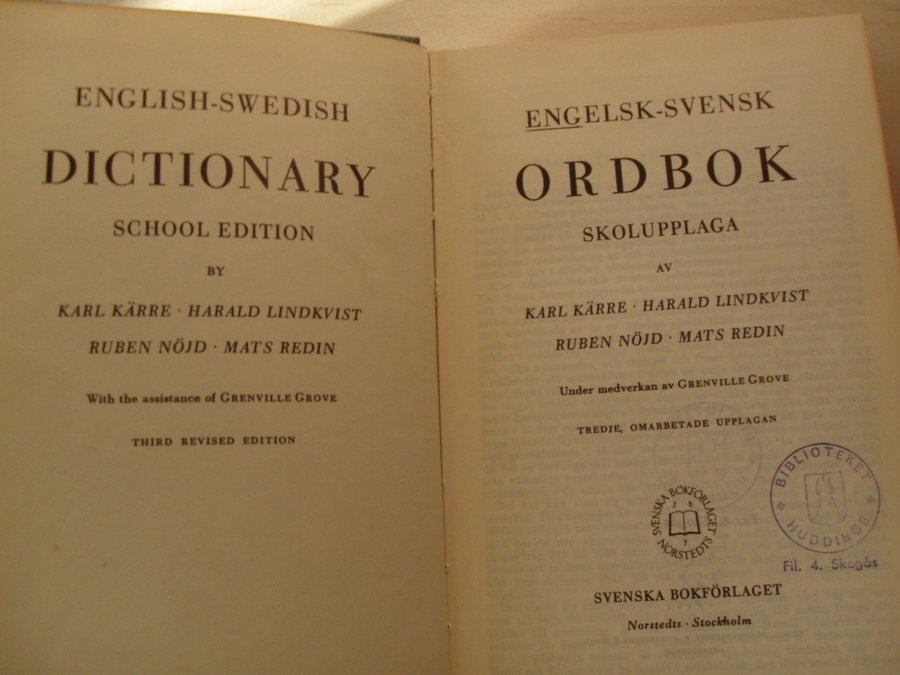 ENGLISH-SWEDISH
DICTIONARY
SCHOOL EDITION
BY
KARL KÄRRE · HARALD LINDKVIST
RUBEN NÖJD · MATS REDIN
With the assistance of GRENVILLE GROVE
THIRD REVISED EDITION
ENGELSK-SVENSK
ORDBOK
SKOLUPPLAGA
AV
KARL KÄRRE · HARALD LINDKVIST
RUBEN NÖJD · MATS REDIN
Under medverkan av GRENVILLE GROVE
TREDJE, OMARBETADE UPPLAGAN
SVENSKA BOKFÖRLAGET
NORSTEDTS
S B
F
BIBLIOTEKET
HUDDINGE
Fil. 4. Skogås
SVENSKA BOKFÖRLAGET
Norstedts · Stockholm